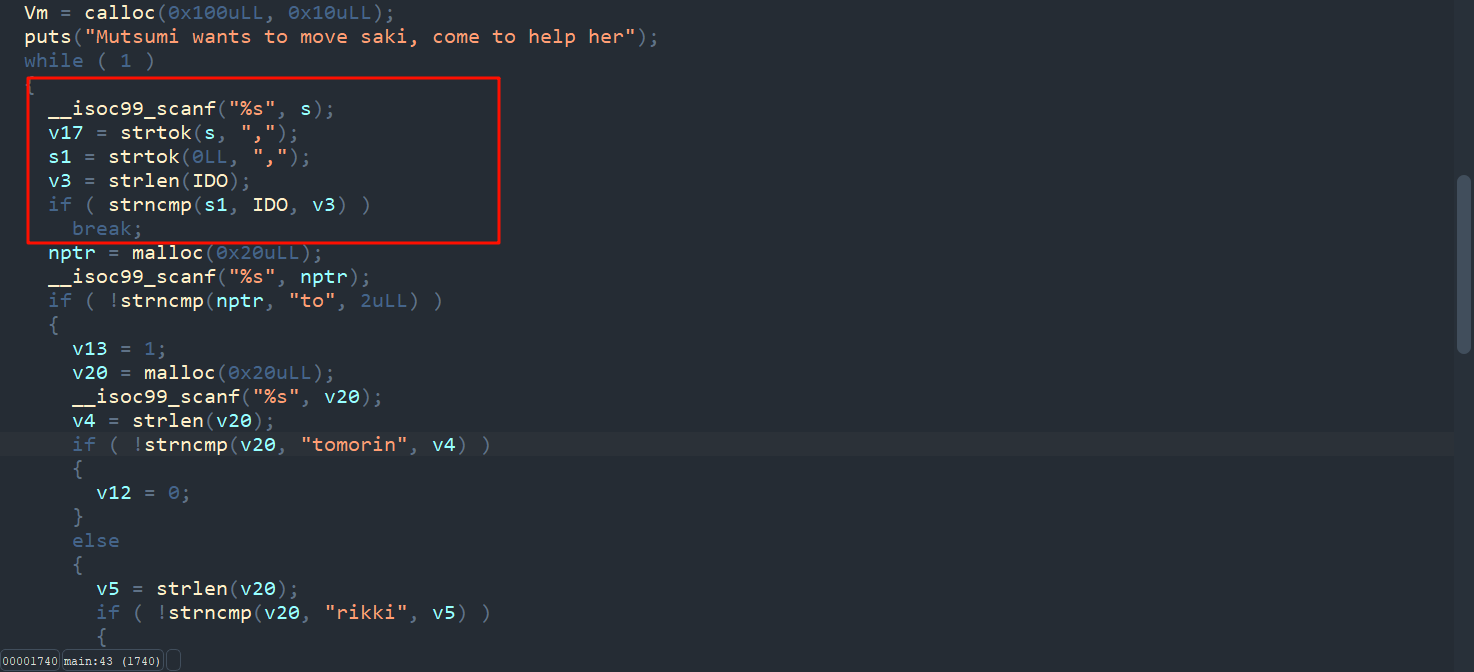 Vm = calloc(0x100uLL, 0x10uLL);
puts("Mutsumi wants to move saki, come to help her");
while ( 1 )
{
__isoc99_scanf("%s", s);
v17 = strtok(s, ",");
s1 = strtok(0LL, ",");
v3 = strlen(IDO);
if ( strncmp(s1, IDO, v3) )
break;
nptr = malloc(0x20uLL);
__isoc99_scanf("%s", nptr);
if ( !strncmp(nptr, "to", 2uLL) )
{
v13 = 1;
v20 = malloc(0x20uLL);
__isoc99_scanf("%s", v20);
v4 = strlen(v20);
if ( !strncmp(v20, "tomorin", v4) )
{
v12 = 0;
}
else
{
v5 = strlen(v20);
if ( !strncmp(v20, "rikki", v5) )
{
00001740 main:43 (1740)